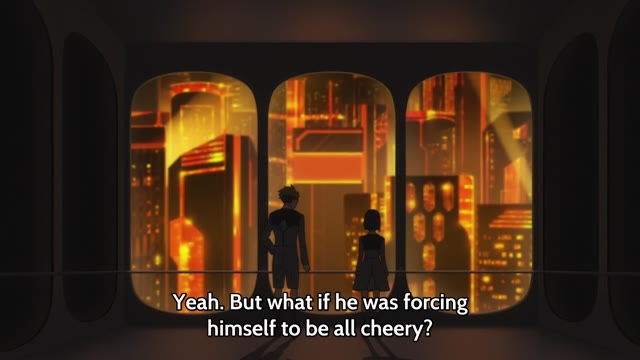 Yeah. But what if he was forcing
himself to be all cheery?